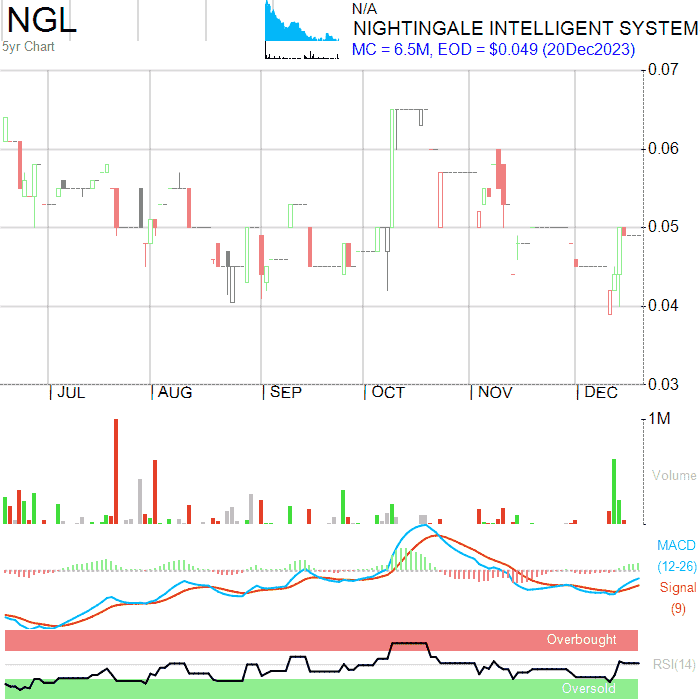 NGL
N/A
NIGHTINGALE INTELLIGENT SYSTEM
5yr Chart
MC = 6.5M, EOD = $0.049 (20Dec2023)
0.07
0.06
0.05
0.04
0.03
JUL AUG SEP OCT NOV DEC
1M
Volume
MACD
(12-26)
Signal
(9)
Overbought
RSI(14)
Oversold